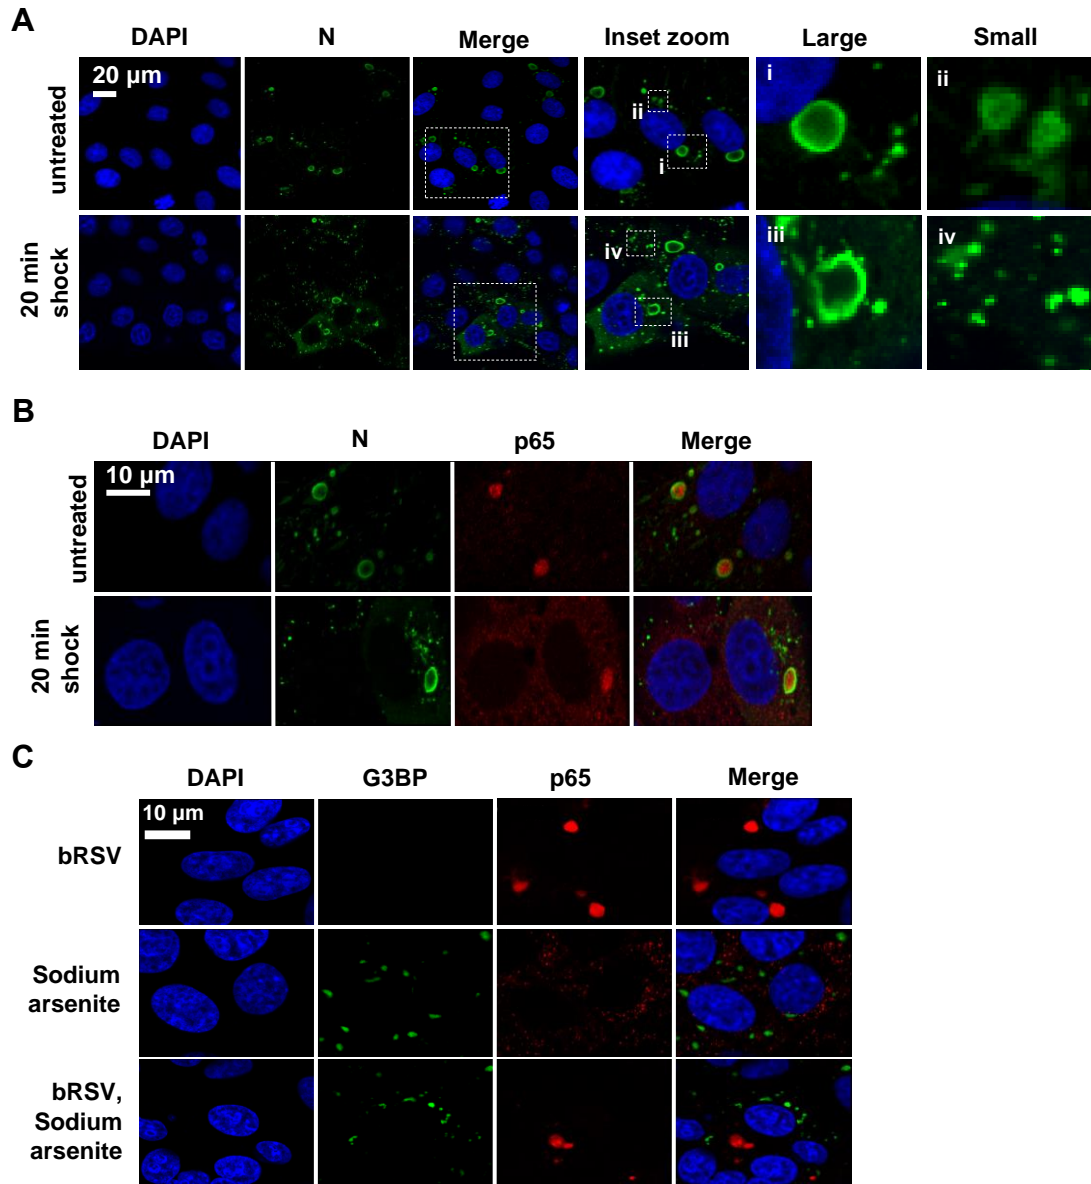 A
DAPI N Merge Inset zoom Large Small
20 µm
untreated
i
ii
ii
i
20 min
shock
iv
iii
iii
iv
B
DAPI N p65 Merge
10 µm
untreated
20 min
shock
C
DAPI G3BP p65 Merge
10 µm
bRSV
Sodium
arsenite
bRSV,
Sodium
arsenite